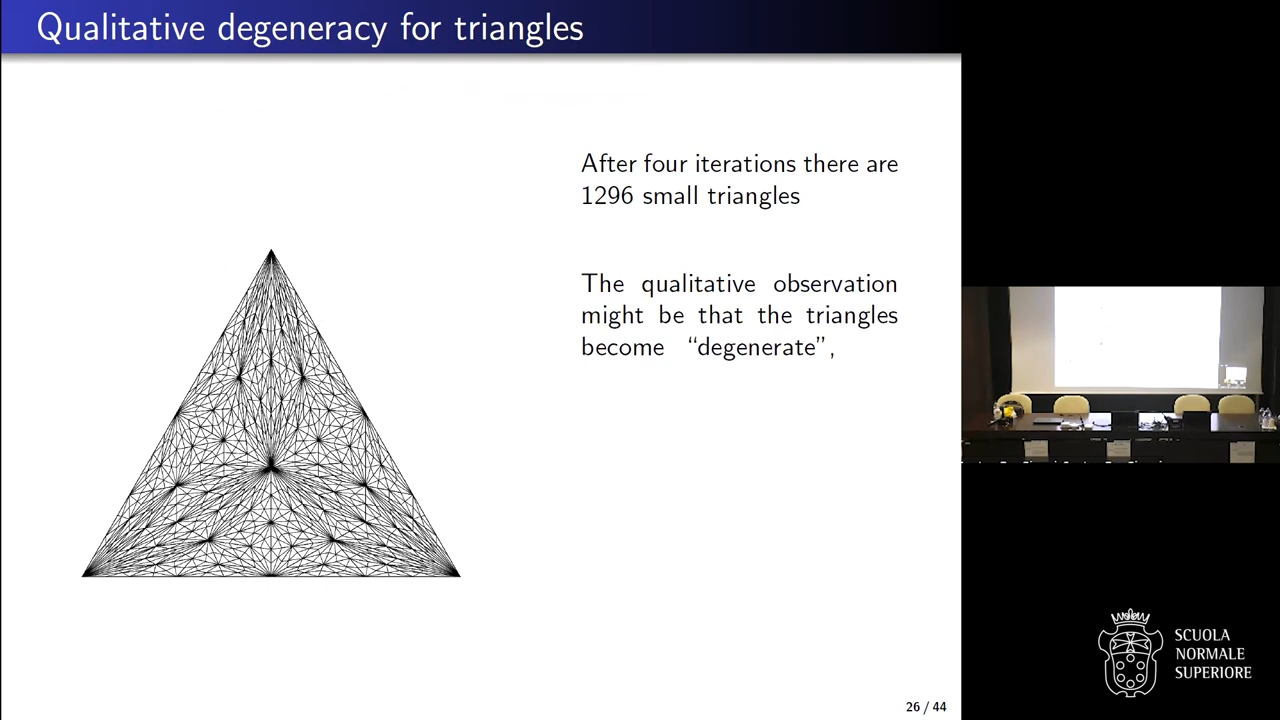 Qualitative degeneracy for triangles
After four iterations there are
1296 small triangles
The qualitative observation
might be that the triangles
become “degenerate”,
SCUOLA
NORMALE
SUPERIORE
26 / 44